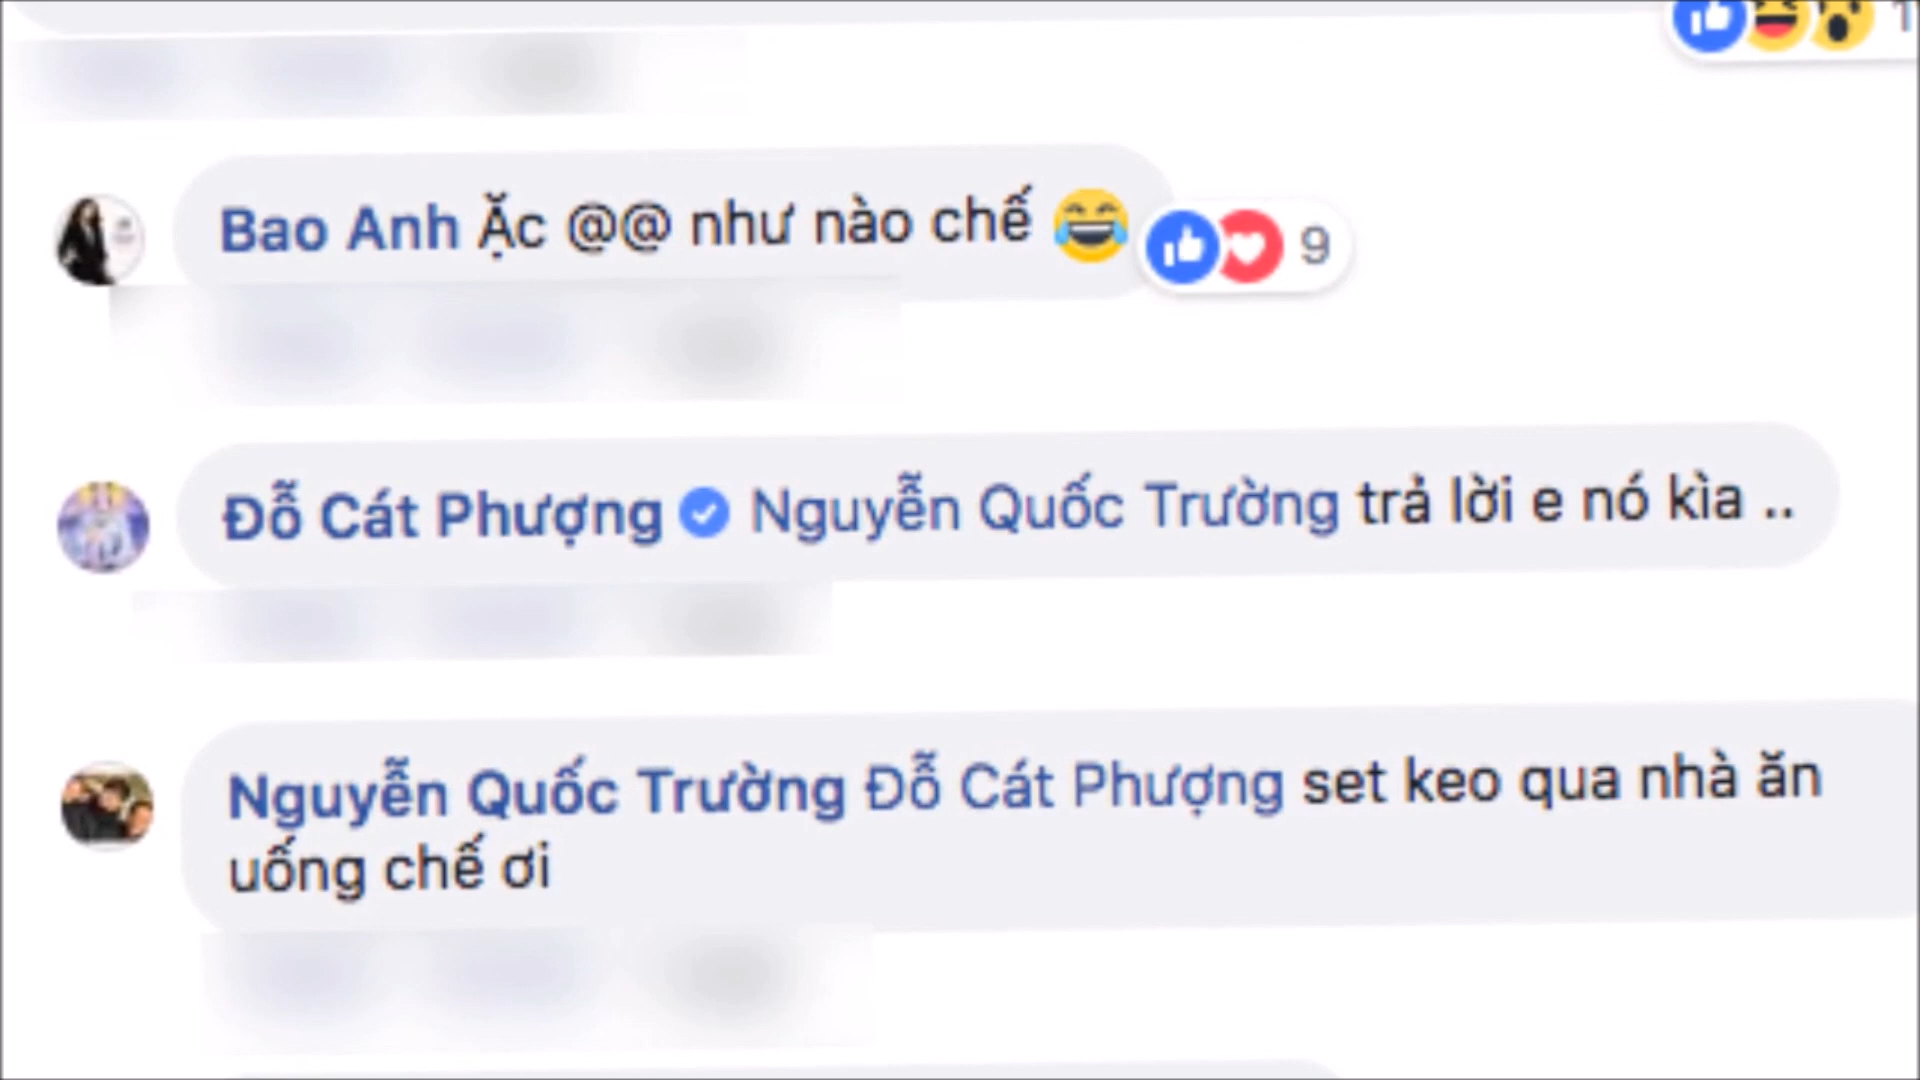 Bao Anh Ặc @@ như nào chế 😂 9
Đỗ Cát Phượng Nguyễn Quốc Trường trả lời e nó kìa ..
Nguyễn Quốc Trường Đỗ Cát Phượng set keo qua nhà ăn
uống chế ơi